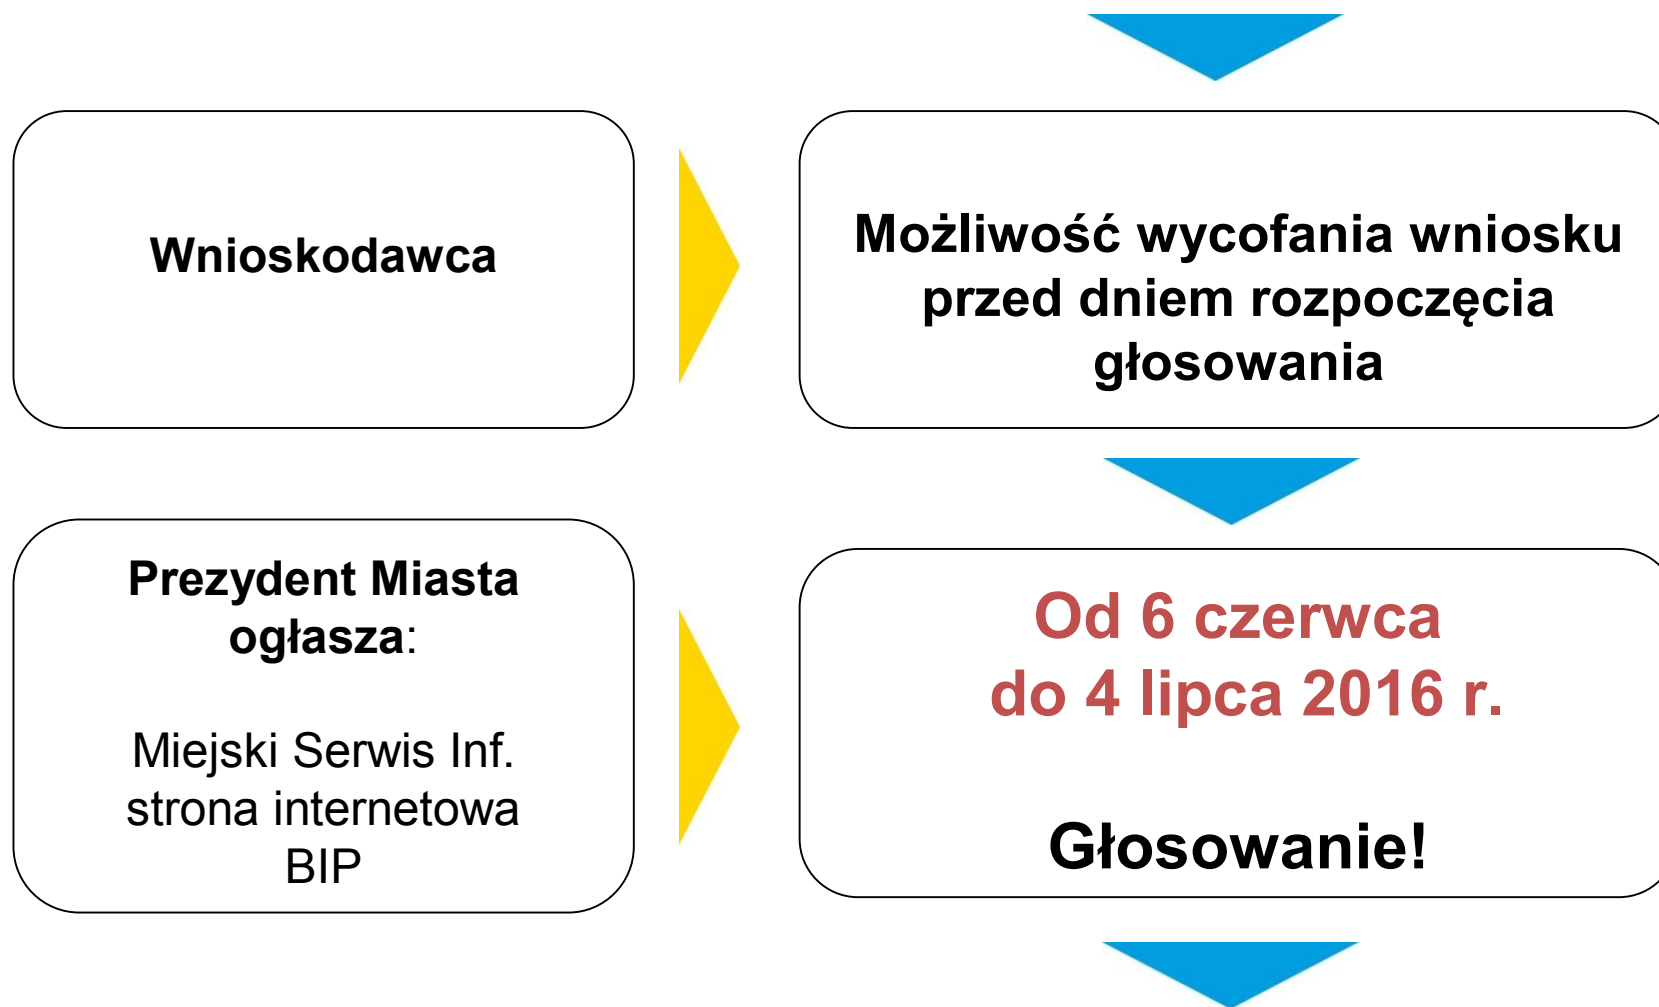 Wnioskodawca
Możliwość wycofania wniosku
przed dniem rozpoczęcia
głosowania
Prezydent Miasta
ogłasza:
Miejski Serwis Inf.
strona internetowa
BIP
Od 6 czerwca
do 4 lipca 2016 r.
Głosowanie!